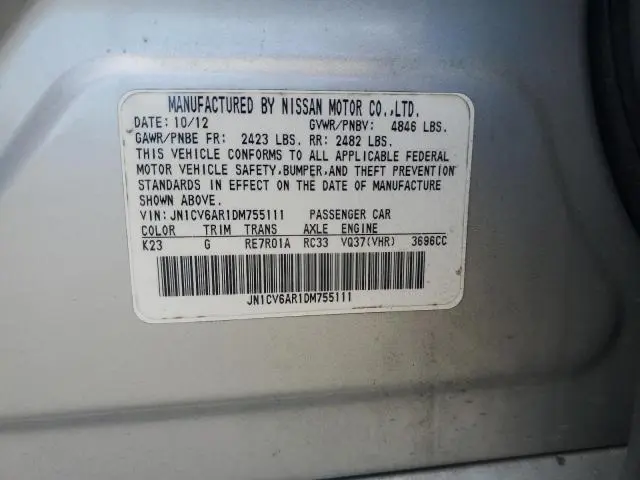 MANUFACTURED BY NISSAN MOTOR CO.,LTD.
DATE: 10/12 GVWR/PNBV: 4846 LBS.
GAWR/PNBE FR: 2423 LBS. RR: 2482 LBS.
THIS VEHICLE CONFORMS TO ALL APPLICABLE FEDERAL
MOTOR VEHICLE SAFETY,BUMPER,AND THEFT PREVENTION
STANDARDS IN EFFECT ON THE DATE OF MANUFACTURE
SHOWN ABOVE.
VIN: JN1CV6AR1DM755111 PASSENGER CAR
COLOR TRIM TRANS AXLE ENGINE
K23 G RE7R01A RC33 VQ37(VHR) 3696CC
JN1CV6AR1DM755111